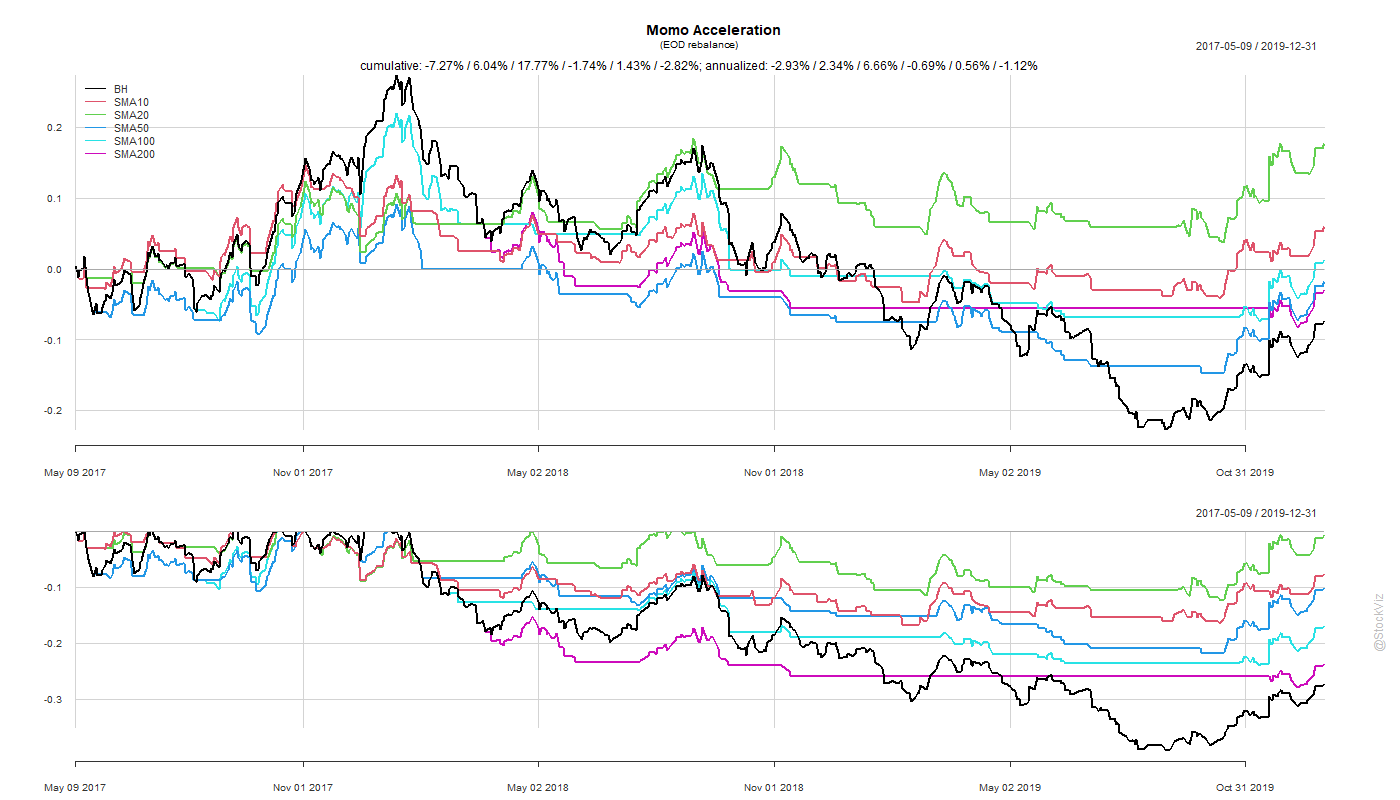 Momo Acceleration
(EOD rebalance)
2017-05-09 / 2019-12-31
cumulative: -7.27% / 6.04% / 17.77% / -1.74% / 1.43% / -2.82%; annualized: -2.93% / 2.34% / 6.66% / -0.69% / 0.56% / -1.12%
BH
SMA10
SMA20
SMA50
SMA100
SMA200
0.2
0.1
0.0
-0.1
-0.2
May 09 2017 Nov 01 2017 May 02 2018 Nov 01 2018 May 02 2019 Oct 31 2019
2017-05-09 / 2019-12-31
-0.1
-0.2
-0.3
May 09 2017 Nov 01 2017 May 02 2018 Nov 01 2018 May 02 2019 Oct 31 2019
@StockViz